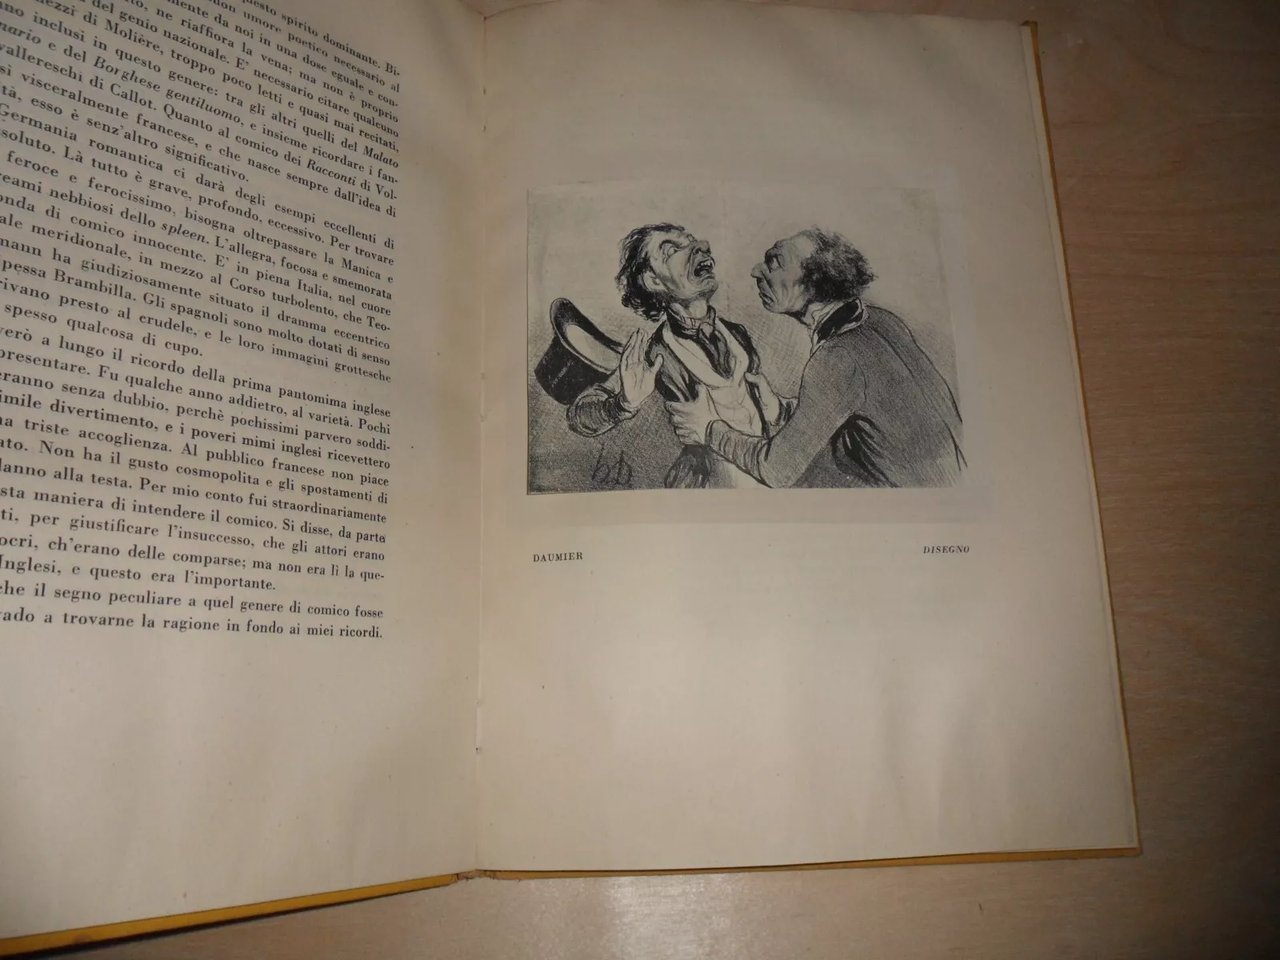 questo spirito dominante. Bi-
non umore poetico necessario al
ne riaffiora la vena; ma non è proprio
mente da noi in una dose eguale e con-
del genio nazionale. E' necessario citare qualcuno
mezzi di Molière, troppo poco letti e quasi mai recitati,
inclusi in questo genere: tra gli altri quelli del Malato
nario e del Borghese gentiluomo, e insieme ricordare i fan-
vallereschi di Callot. Quanto al comico dei Racconti di Vol-
sì visceralmente francese, e che nasce sempre dall'idea di
tà, esso è senz'altro significativo.
Germania romantica ci darà degli esempi eccellenti di
soluto. Là tutto è grave, profondo, eccessivo. Per trovare
feroce e ferocissimo, bisogna oltrepassare la Manica e
reami nebbiosi dello spleen. L'allegra, focosa e smemorata
onda di comico innocente. E' in piena Italia, nel cuore
ale meridionale, in mezzo al Corso turbolento, che Teo-
mann ha giudiziosamente situato il dramma eccentrico
ipessa Brambilla. Gli spagnoli sono molto dotati di senso
rivano presto al crudele, e le loro immagini grottesche
spesso qualcosa di cupo.
verò a lungo il ricordo della prima pantomima inglese
presentare. Fu qualche anno addietro, al varietà. Pochi
eranno senza dubbio, perchè pochissimi parvero soddi-
simile divertimento, e i poveri mimi inglesi ricevettero
na triste accoglienza. Al pubblico francese non piace
ato. Non ha il gusto cosmopolita e gli spostamenti di
danno alla testa. Per mio conto fui straordinariamente
sta maniera di intendere il comico. Si disse, da parte
ti, per giustificare l'insuccesso, che gli attori erano
ocri, ch'erano delle comparse; ma non era lì la que-
Inglesi, e questo era l'importante.
che il segno peculiare a quel genere di comico fosse
vado a trovarne la ragione in fondo ai miei ricordi.
DAUMIER
DISEGNO